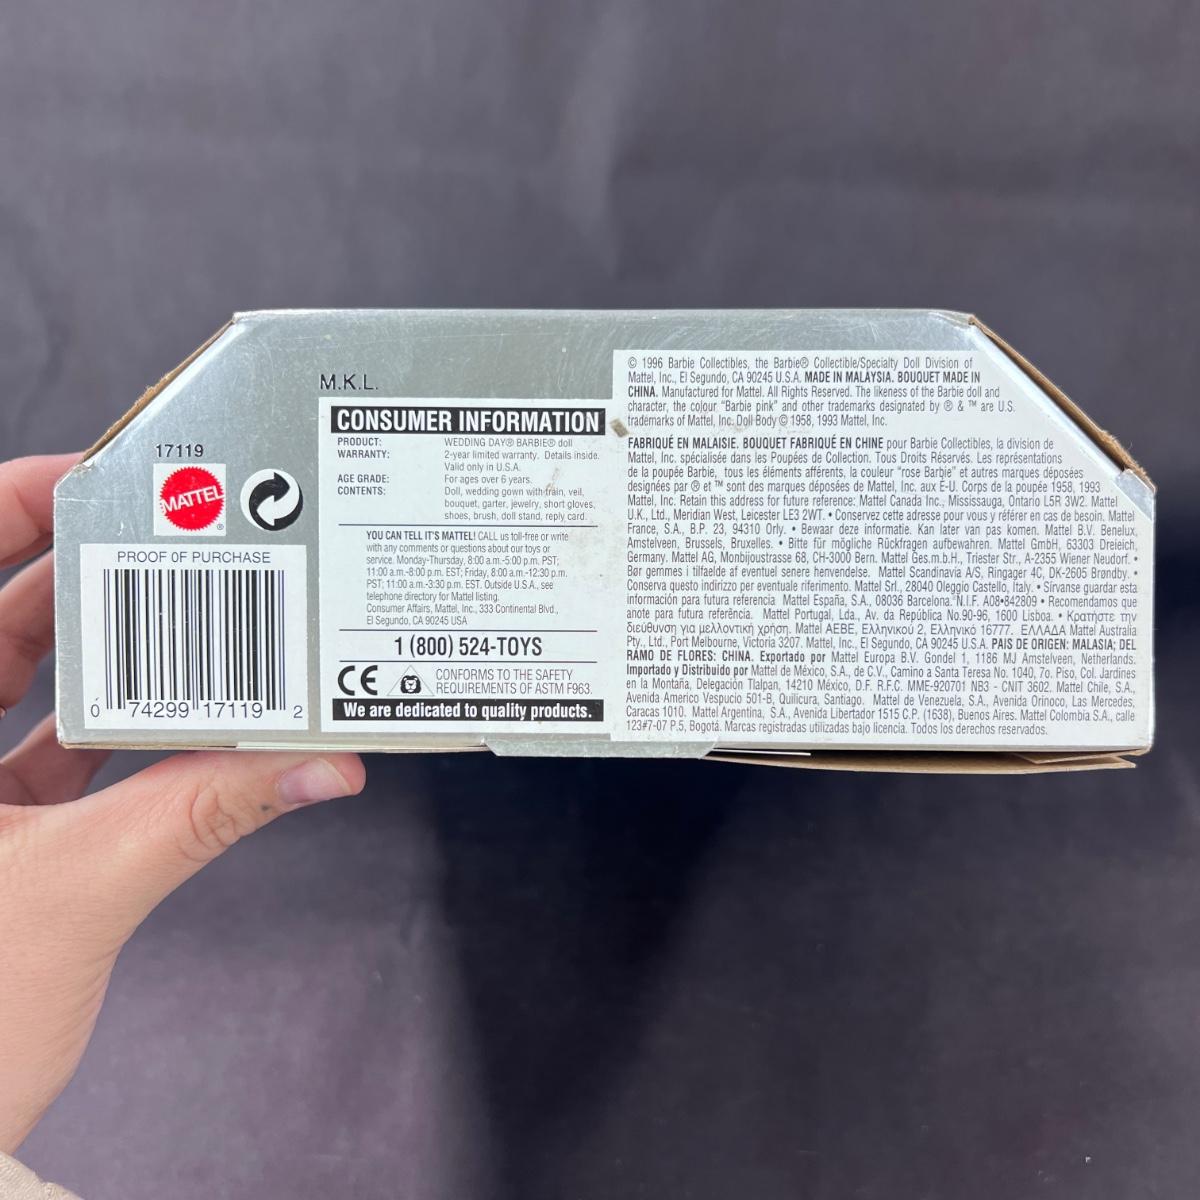 M.K.L.
17119
MATTEL
®
PROOF OF PURCHASE
0 74299 17119 2
CONSUMER INFORMATION
PRODUCT: WEDDING DAY® BARBIE® doll
WARRANTY: 2-year limited warranty. Details inside.
Valid only in U.S.A.
AGE GRADE: For ages over 6 years.
CONTENTS: Doll, wedding gown with train, veil,
bouquet, garter, jewelry, short gloves,
shoes, brush, doll stand, reply card.
YOU CAN TELL IT'S MATTEL! CALL us toll-free or write
with any comments or questions about our toys or
service. Monday-Thursday, 8:00 a.m.-5:00 p.m. PST;
11:00 a.m.-8:00 p.m. EST; Friday, 8:00 a.m.-12:30 p.m.
PST; 11:00 a.m.-3:30 p.m. EST. Outside U.S.A., see
telephone directory for Mattel listing.
Consumer Affairs, Mattel, Inc., 333 Continental Blvd.,
El Segundo, CA 90245 USA
1 (800) 524-TOYS
CE CONFORMS TO THE SAFETY
REQUIREMENTS OF ASTM F963.
We are dedicated to quality products.
© 1996 Barbie Collectibles, the Barbie® Collectible/Specialty Doll Division of
Mattel, Inc., El Segundo, CA 90245 U.S.A. MADE IN MALAYSIA. BOUQUET MADE IN
CHINA. Manufactured for Mattel. All Rights Reserved. The likeness of the Barbie doll and
character, the colour "Barbie pink" and other trademarks designated by ® & ™ are U.S.
trademarks of Mattel, Inc. Doll Body © 1958, 1993 Mattel, Inc.
FABRIQUÉ EN MALAISIE. BOUQUET FABRIQUÉ EN CHINE pour Barbie Collectibles, la division de
Mattel, Inc. spécialisée dans les Poupées de Collection. Tous Droits Réservés. Les représentations
de la poupée Barbie, tous les éléments afférents, la couleur "rose Barbie" et autres marques déposées
designées par ® et ™ sont des marques déposées de Mattel, Inc. aux É-U. Corps de la poupée 1958, 1993
Mattel, Inc. Retain this address for future reference: Mattel Canada Inc., Mississauga, Ontario L5R 3W2. Mattel
U.K., Ltd., Meridian West, Leicester LE3 2WT. • Conservez cette adresse pour vous y référer en cas de besoin. Mattel
France, S.A., B.P. 23, 94310 Orly. • Bewaar deze informatie. Kan later van pas komen. Mattel B.V. Benelux,
Amstelveen, Brussels, Bruxelles. • Bitte für mögliche Rückfragen aufbewahren. Mattel GmbH, 63303 Dreieich,
Germany. Mattel AG, Monbijoustrasse 68, CH-3000 Bern. Mattel Ges.m.b.H., Triester Str., A-2355 Wiener Neudorf. •
Bør gemmes i tilfælde af eventuel senere henvendelse. Mattel Scandinavia A/S, Ringager 4C, DK-2605 Brøndby. •
Conserva questo indirizzo per eventuale riferimento. Mattel Srl., 28040 Oleggio Castello, Italy. • Sírvanse guardar esta
información para futura referencia Mattel España, S.A., 08036 Barcelona. N.I.F. A08•842809 • Recomendamos que
anote para futura referência. Mattel Portugal, Lda., Av. da República No.90-96, 1600 Lisboa. • Κρατήστε την
διεύθυνση για μελλοντική χρήση. Mattel AEBE, Ελληνικού 2, Ελληνικό 16777. ΕΛΛΑΔΑ Mattel Australia
Pty., Ltd., Port Melbourne, Victoria 3207. Mattel, Inc., El Segundo, CA 90245 U.S.A. PAIS DE ORIGEN: MALASIA; DEL
RAMO DE FLORES: CHINA. Exportado por Mattel Europa B.V. Gondel 1, 1186 MJ Amstelveen, Netherlands.
Importado y Distribuido por Mattel de México, S.A., de C.V., Camino a Santa Teresa No. 1040, 7o. Piso, Col. Jardines
en la Montaña, Delegación Tlalpan, 14210 México, D.F. R.F.C. MME-920701 NB3 - CNIT 3602. Mattel Chile, S.A.,
Avenida Americo Vespucio 501-B, Quilicura, Santiago. Mattel de Venezuela, S.A., Avenida Orinoco, Las Mercedes,
Caracas 1010. Mattel Argentina, S.A., Avenida Libertador 1515 C.P. (1638), Buenos Aires. Mattel Colombia S.A., calle
123#7-07 P.5, Bogotá. Marcas registradas utilizadas bajo licencia. Todos los derechos reservados.